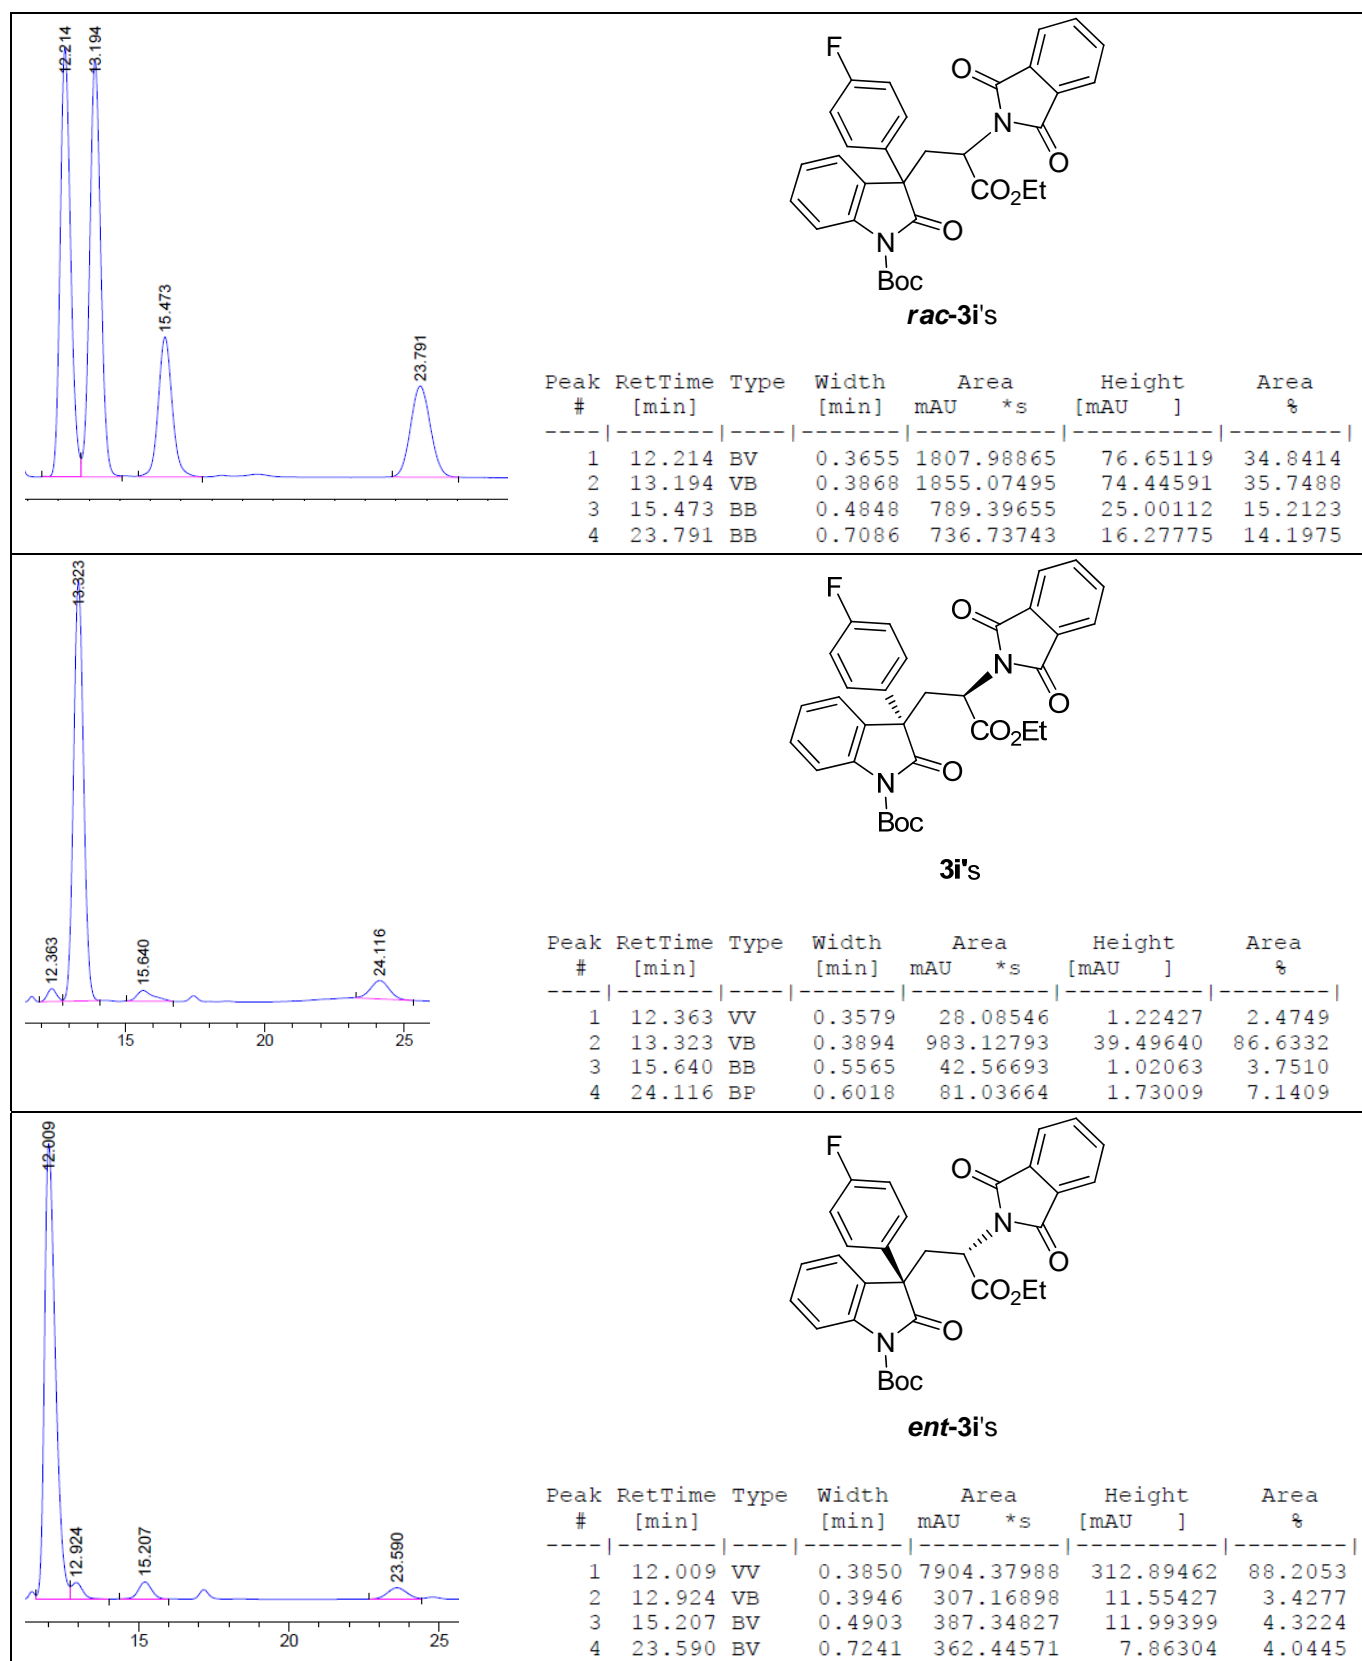 12.214
13.194
15.473
23.791
F
O
N
O
CO2Et
O
N
Boc
rac-3i's
Peak RetTime Type Width Area Height Area
# [min] [min] mAU *s [mAU ] %
----|-------|----|-------|----------|----------|--------|
1 12.214 BV 0.3655 1807.98865 76.65119 34.8414
2 13.194 VB 0.3868 1855.07495 74.44591 35.7488
3 15.473 BB 0.4848 789.39655 25.00112 15.2123
4 23.791 BB 0.7086 736.73743 16.27775 14.1975
13.323
12.363
15.640
24.116
15 20 25
F
O
N
O
CO2Et
O
N
Boc
3i's
Peak RetTime Type Width Area Height Area
# [min] [min] mAU *s [mAU ] %
----|-------|----|-------|----------|----------|--------|
1 12.363 VV 0.3579 28.08546 1.22427 2.4749
2 13.323 VB 0.3894 983.12793 39.49640 86.6332
3 15.640 BB 0.5565 42.56693 1.02063 3.7510
4 24.116 BP 0.6018 81.03664 1.73009 7.1409
12.009
12.924
15.207
23.590
15 20 25
F
O
N
O
CO2Et
O
N
Boc
ent-3i's
Peak RetTime Type Width Area Height Area
# [min] [min] mAU *s [mAU ] %
----|-------|----|-------|----------|----------|--------|
1 12.009 VV 0.3850 7904.37988 312.89462 88.2053
2 12.924 VB 0.3946 307.16898 11.55427 3.4277
3 15.207 BV 0.4903 387.34827 11.99399 4.3224
4 23.590 BV 0.7241 362.44571 7.86304 4.0445